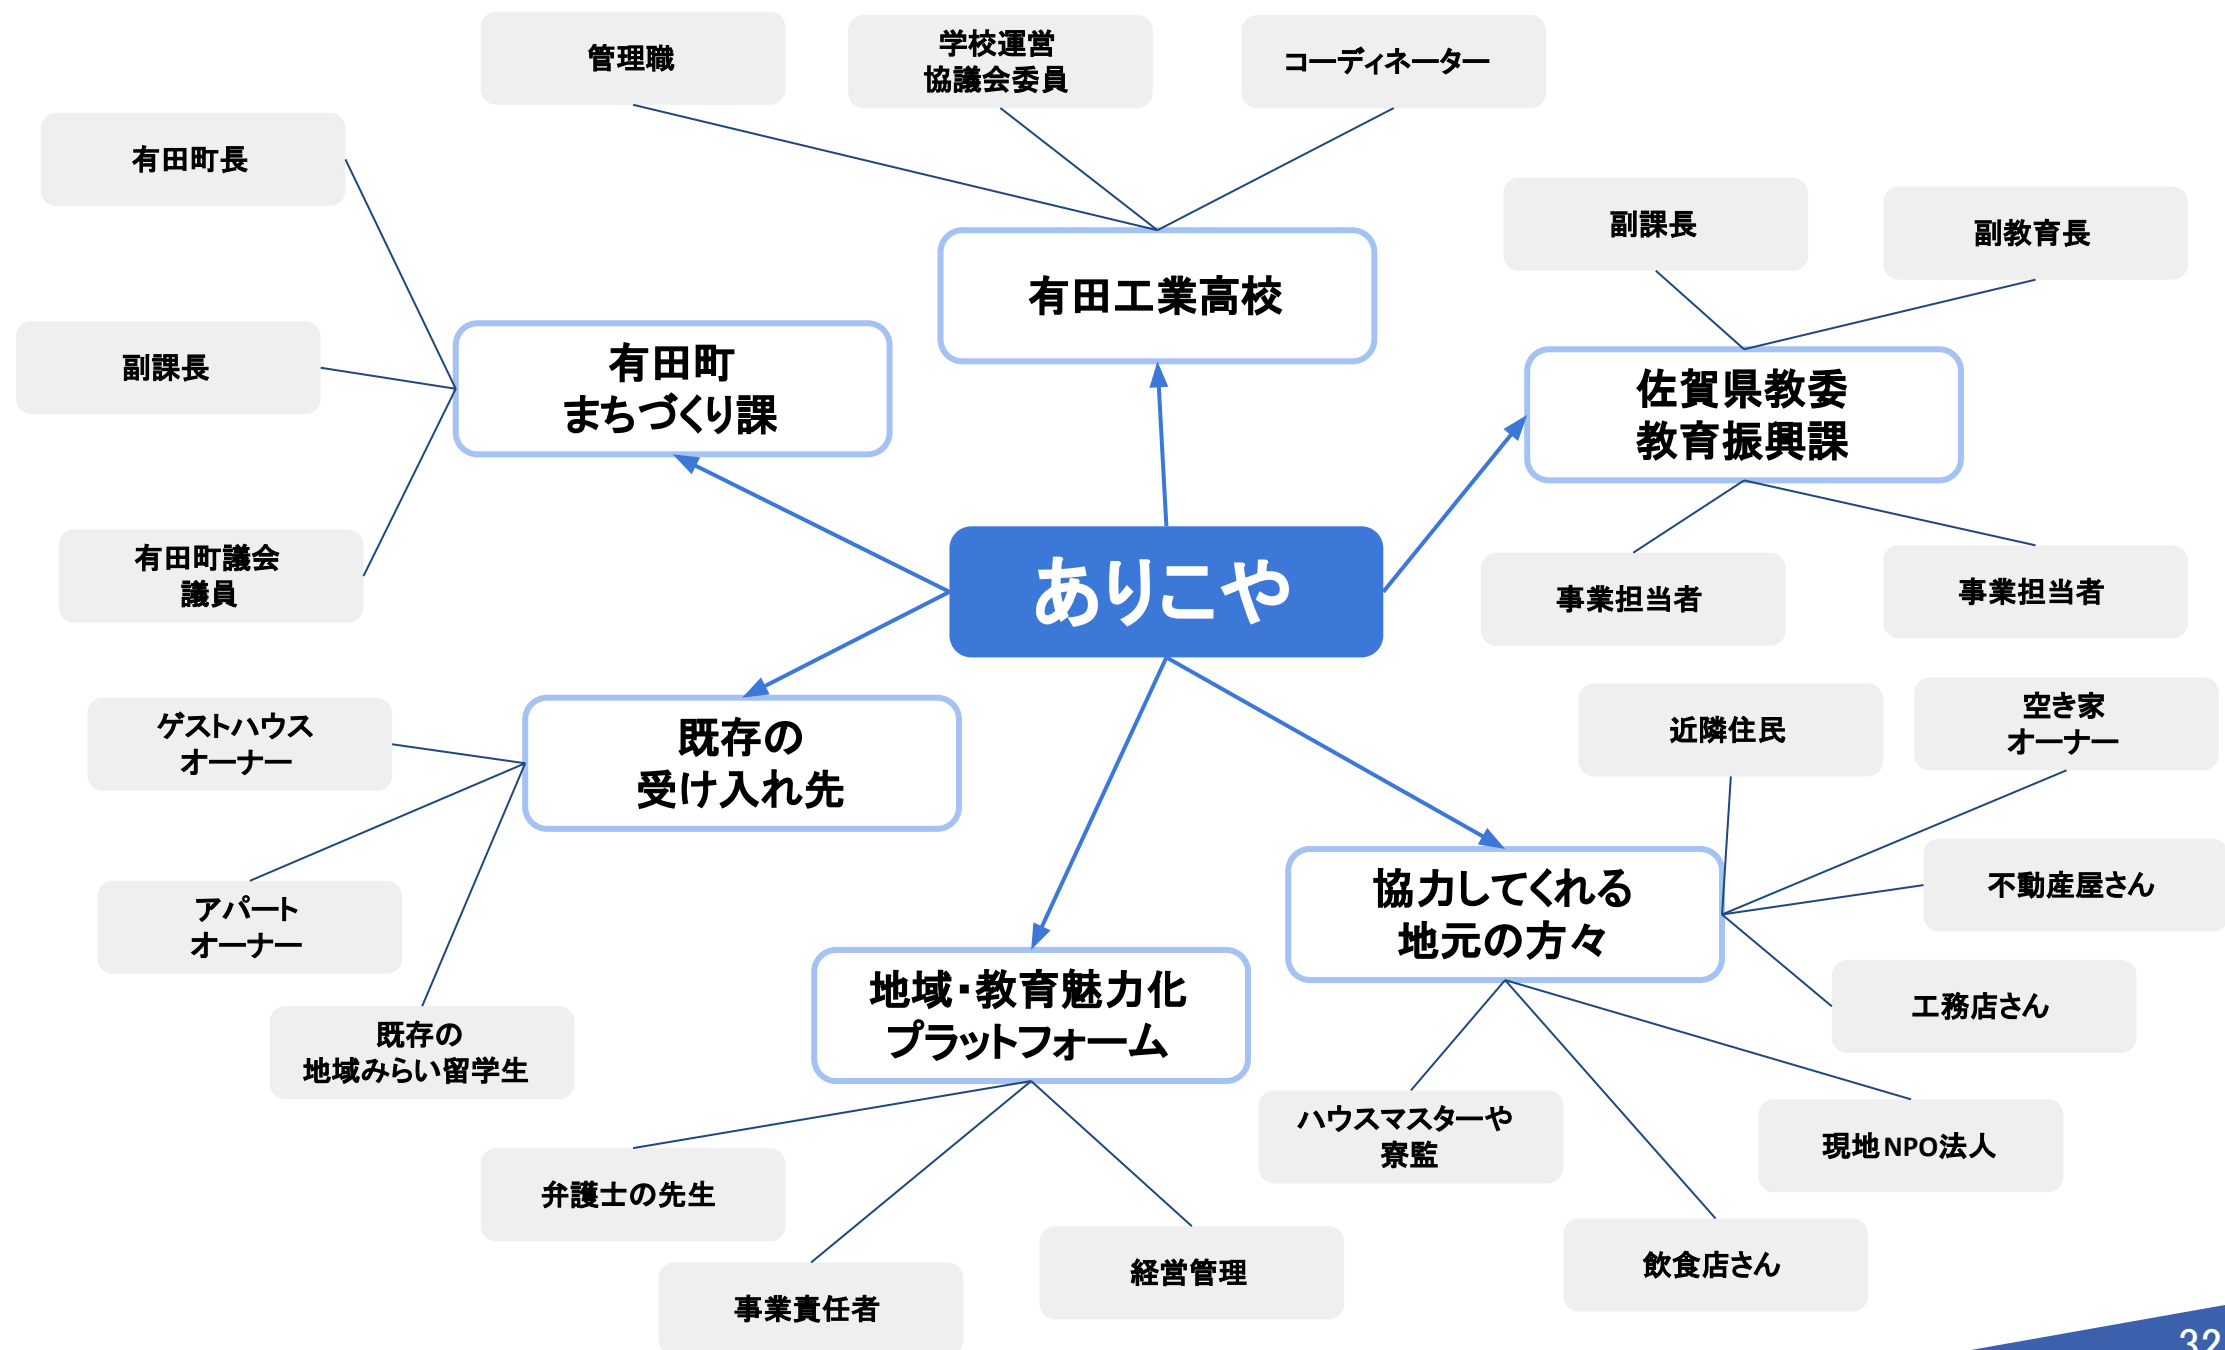 管理職
学校運営
協議会委員
コーディネーター
有田町長
副課長
副教育長
有田工業高校
副課長
有田町
まちづくり課
佐賀県教委
教育振興課
有田町議会
議員
ありこや
事業担当者
事業担当者
ゲストハウス
オーナー
既存の
受け入れ先
近隣住民
空き家
オーナー
アパート
オーナー
協力してくれる
地元の方々
不動産屋さん
既存の
地域みらい留学生
地域・教育魅力化
プラットフォーム
工務店さん
ハウスマスターや
寮監
現地NPO法人
弁護士の先生
経営管理
飲食店さん
事業責任者
32